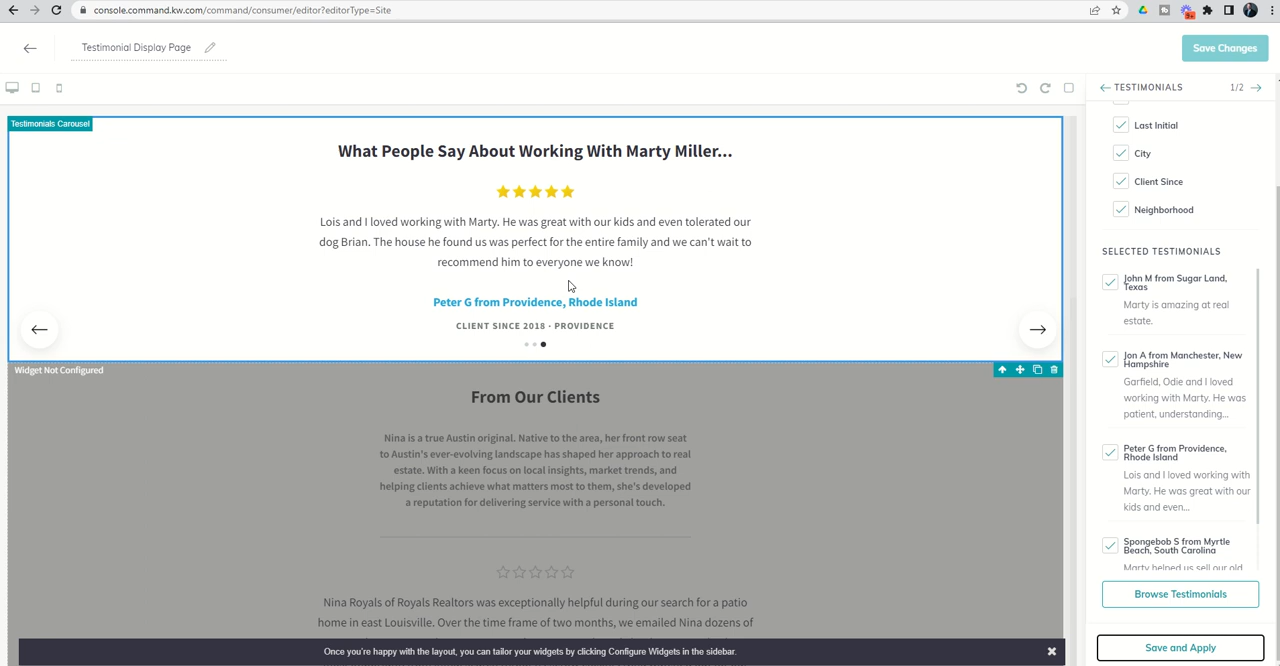 console.command.kw.com/command/consumer/editor?editorType=Site
9+
Testimonial Display Page
Save Changes
TESTIMONIALS
1/2
Testimonials Carousel
What People Say About Working With Marty Miller...
Lois and I loved working with Marty. He was great with our kids and even tolerated our
dog Brian. The house he found us was perfect for the entire family and we can't wait to
recommend him to everyone we know!
Peter G from Providence, Rhode Island
CLIENT SINCE 2018 · PROVIDENCE
Widget Not Configured
From Our Clients
Nina is a true Austin original. Native to the area, her front row seat
to Austin's ever-evolving landscape has shaped her approach to real
estate. With a keen focus on local insights, market trends, and
helping clients achieve what matters most to them, she's developed
a reputation for delivering service with a personal touch.
Nina Royals of Royals Realtors was exceptionally helpful during our search for a patio
home in east Louisville. Over the time frame of two months, we emailed Nina dozens of
Once you're happy with the layout, you can tailor your widgets by clicking Configure Widgets in the sidebar.
Last Initial
City
Client Since
Neighborhood
SELECTED TESTIMONIALS
John M from Sugar Land,
Texas
Marty is amazing at real
estate.
Jon A from Manchester, New
Hampshire
Garfield, Odie and I loved
working with Marty. He was
patient, understanding...
Peter G from Providence,
Rhode Island
Lois and I loved working with
Marty. He was great with our
kids and even...
Spongebob S from Myrtle
Beach, South Carolina
Marty helped us sell our old
Browse Testimonials
Save and Apply